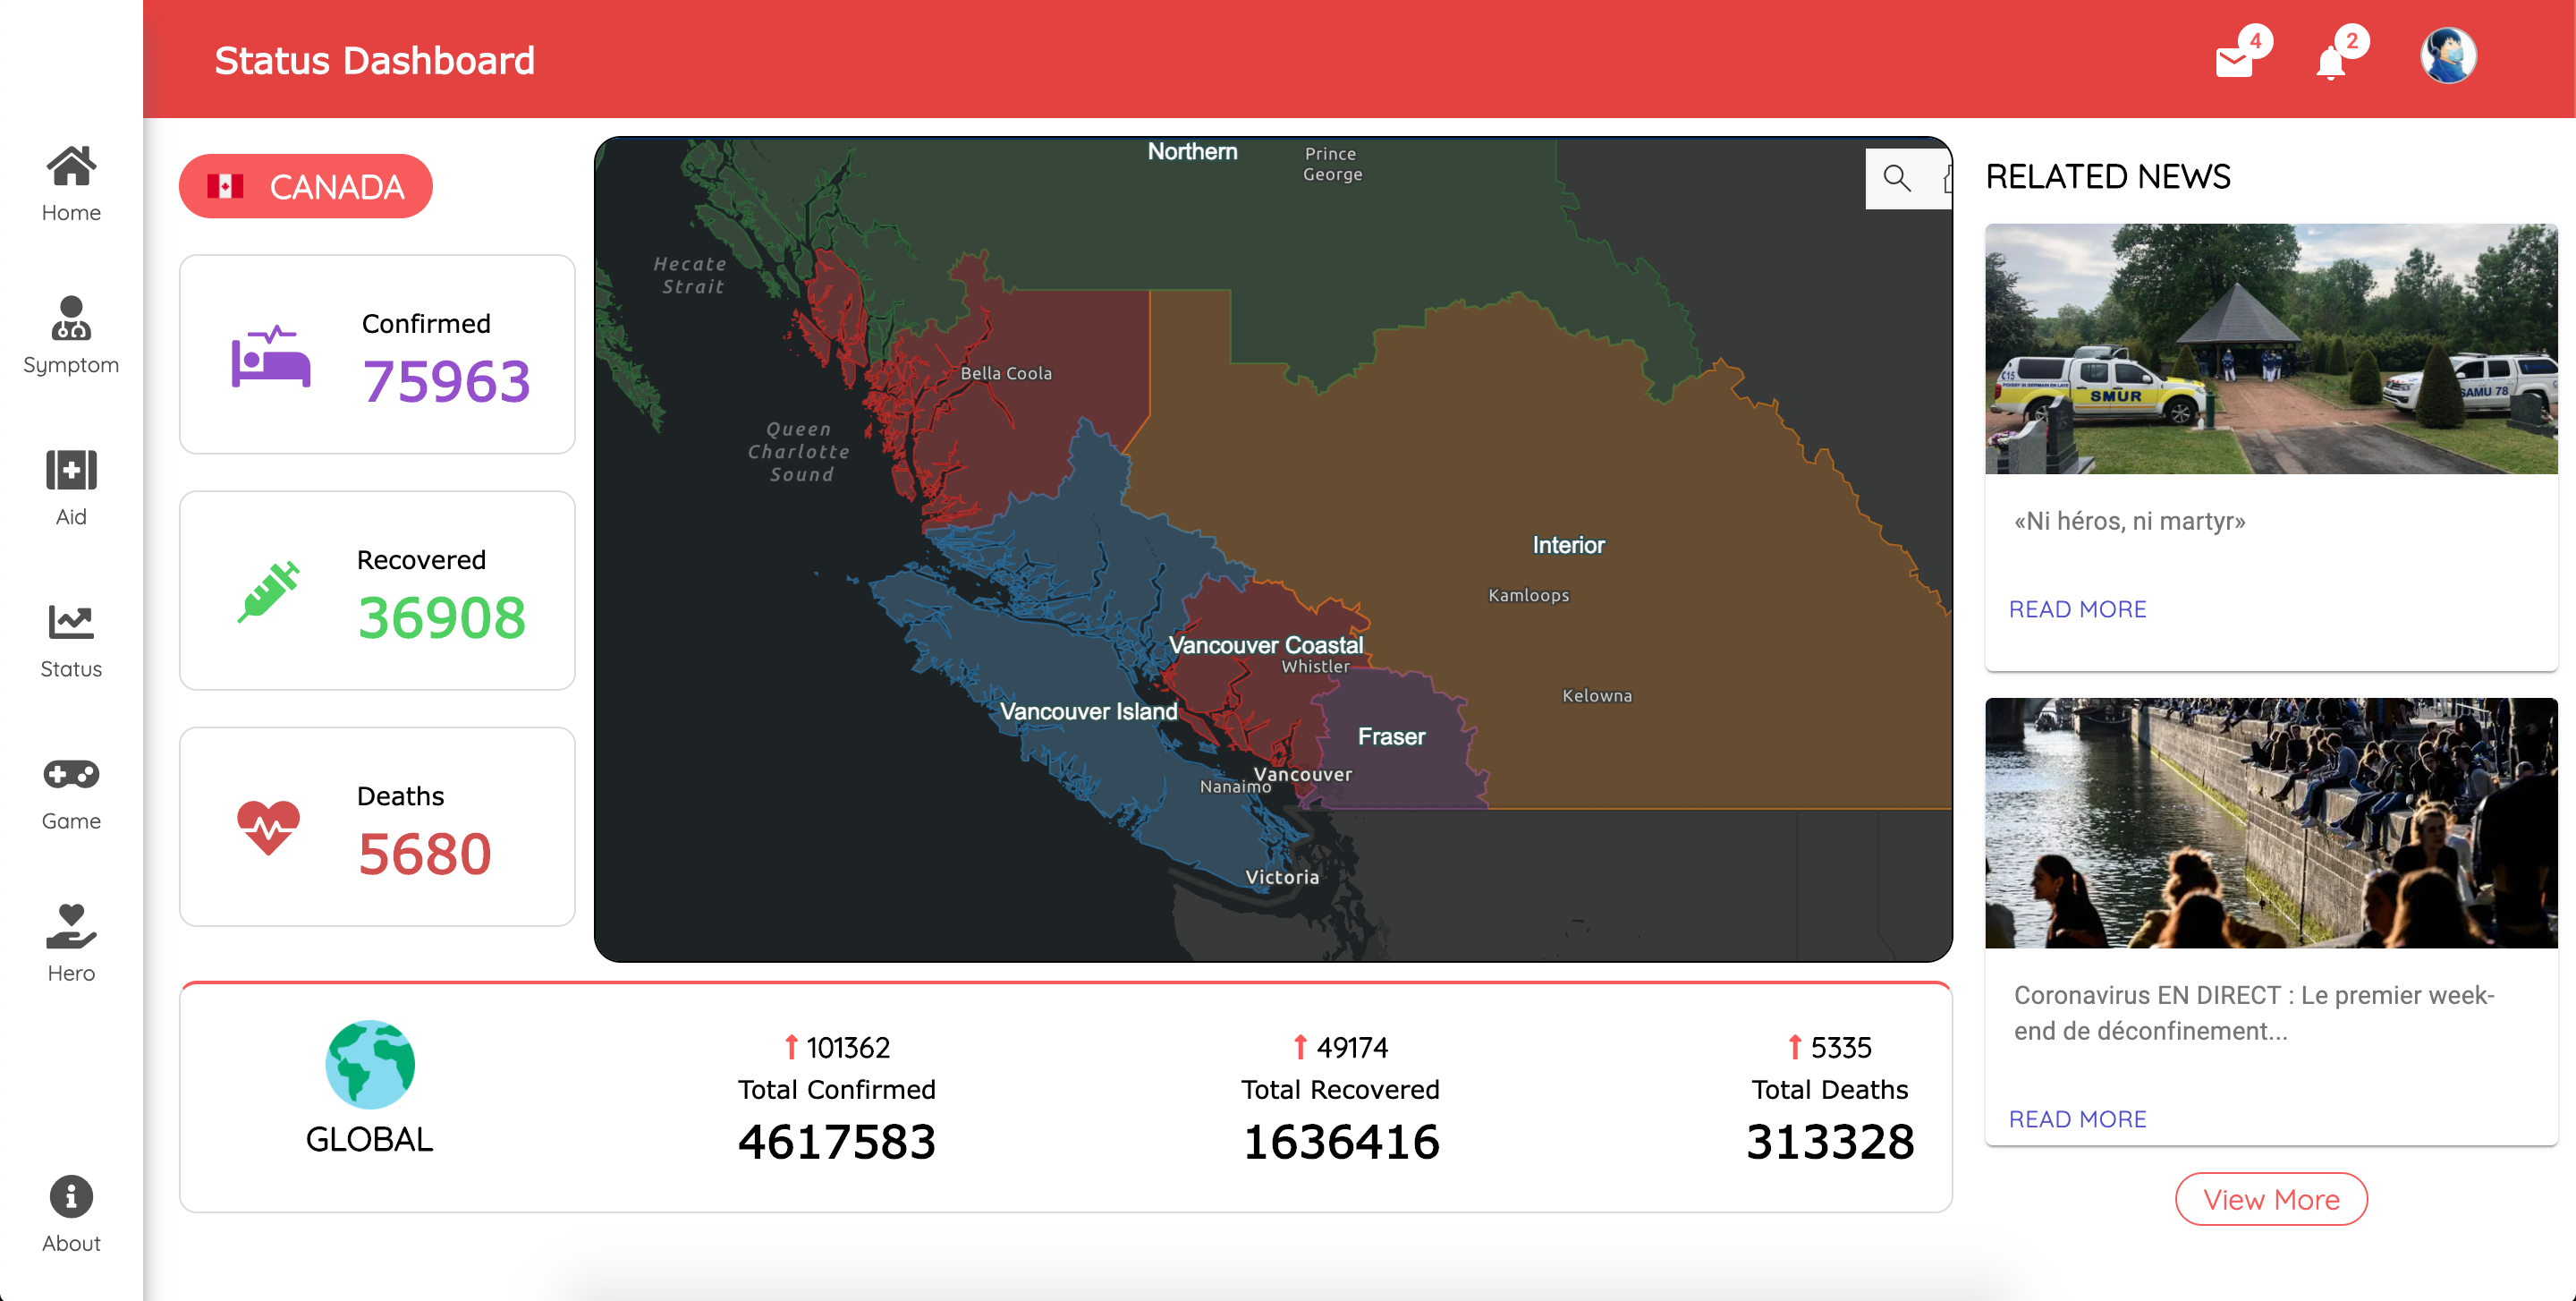 Status Dashboard
4
2
Home
Symptom
Aid
Status
Game
Hero
About
CANADA
Confirmed
75963
Recovered
36908
Deaths
5680
Northern
Prince
George
Hecate
Strait
Bella Coola
Queen
Charlotte
Sound
Interior
Kamloops
Vancouver Coastal
Whistler
Kelowna
Vancouver Island
Fraser
Vancouver
Nanaimo
Victoria
GLOBAL
101362
Total Confirmed
4617583
49174
Total Recovered
1636416
5335
Total Deaths
313328
RELATED NEWS
C15
SMUR
SAMU 78
«Ni héros, ni martyr»
READ MORE
Coronavirus EN DIRECT : Le premier week-
end de déconfinement...
READ MORE
View More